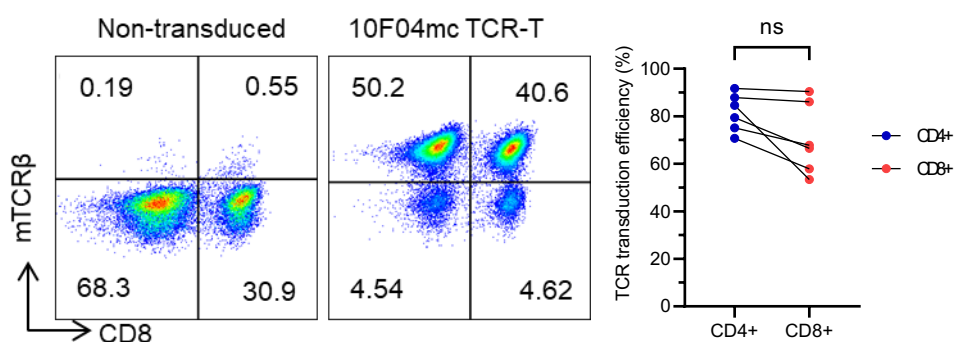 Non-transduced
10F04mc TCR-T
0.19
0.55
68.3
30.9
50.2
40.6
4.54
4.62
mTCRβ
CD8
ns
TCR transduction efficiency (%)
100
80
60
40
20
0
CD4+
CD8+
CD4+
CD8+